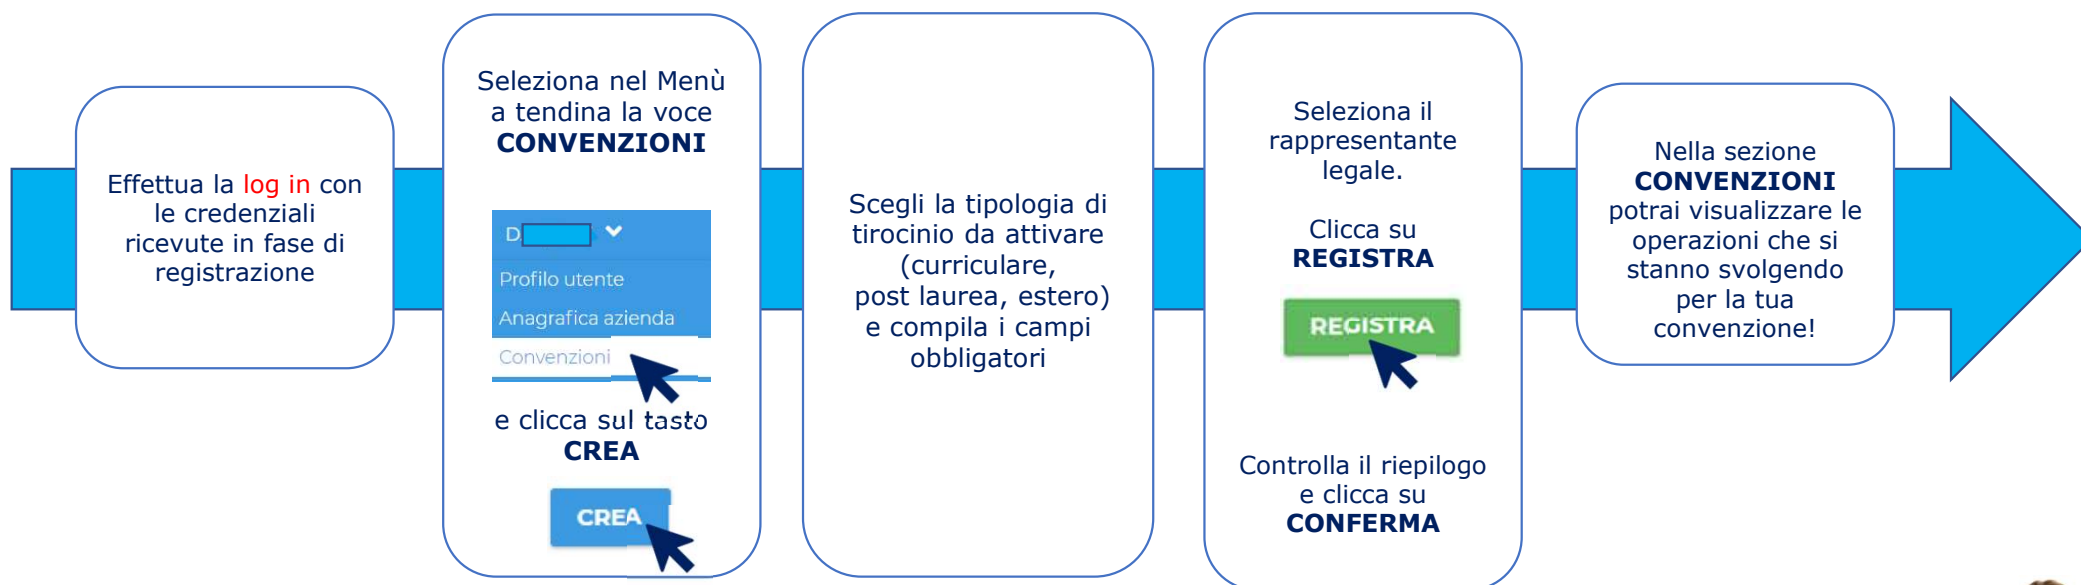 Effettua la log in con
le credenziali
ricevute in fase di
registrazione
Seleziona nel Menù
a tendina la voce
CONVENZIONI
D
Profilo utente
Anagrafica azienda
Convenzioni
e clicca sul tasto
CREA
CREA
Scegli la tipologia di
tirocinio da attivare
(curriculare,
post laurea, estero)
e compila i campi
obbligatori
Seleziona il
rappresentante
legale.
Clicca su
REGISTRA
REGISTRA
Controlla il riepilogo
e clicca su
CONFERMA
Nella sezione
CONVENZIONI
potrai visualizzare le
operazioni che si
stanno svolgendo
per la tua
convenzione!